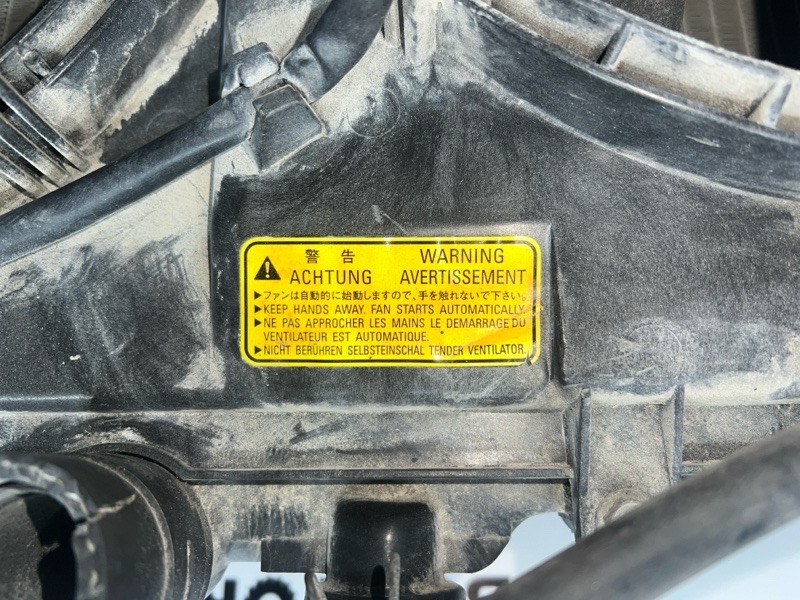 警告 WARNING
ACHTUNG AVERTISSEMENT
▶ファンは自動的に始動しますので、手を触れないで下さい。
▶KEEP HANDS AWAY. FAN STARTS AUTOMATICALLY.
▶NE PAS APPROCHER LES MAINS LE DEMARRAGE DU
VENTILATEUR EST AUTOMATIQUE.
▶NICHT BERÜHREN SELBSTEINSCHAL TENDER VENTILATOR.